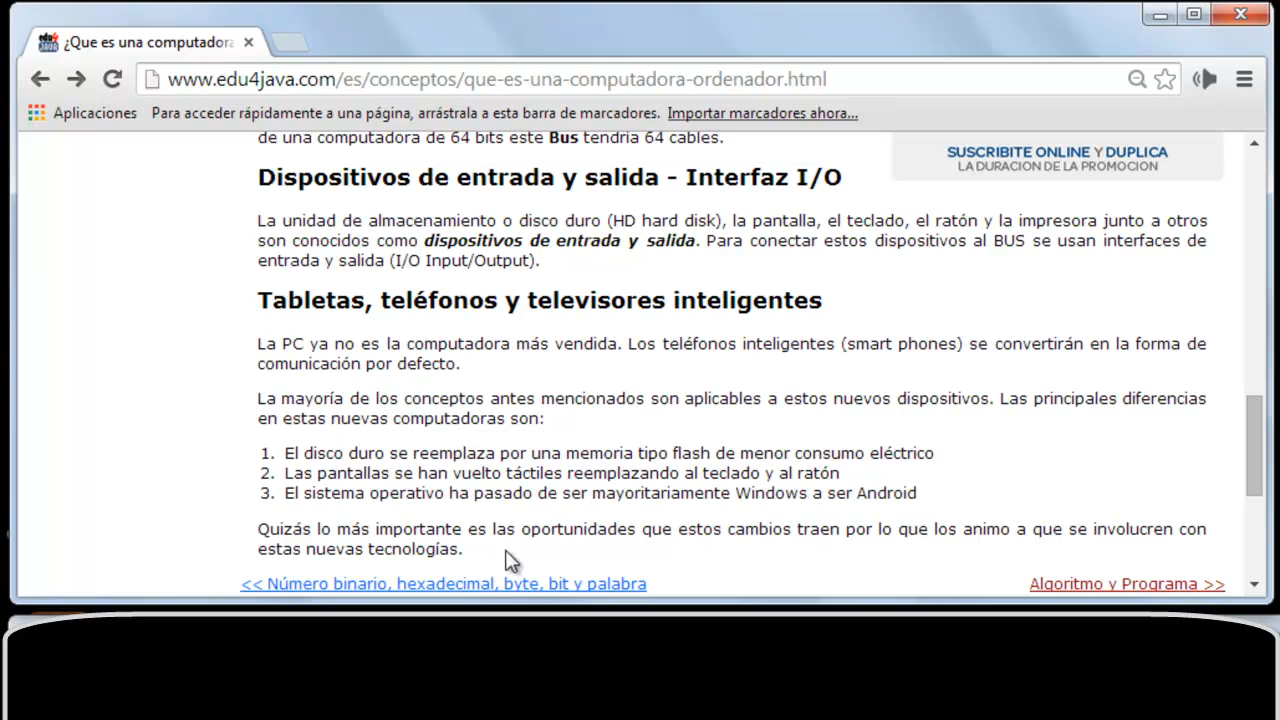 ¿Que es una computadora
www.edu4java.com/es/conceptos/que-es-una-computadora-ordenador.html
Aplicaciones Para acceder rápidamente a una página, arrástrala a esta barra de marcadores. Importar marcadores ahora...
de una computadora de 64 bits este Bus tendria 64 cables.
SUSCRIBITE ONLINE Y DUPLICA
LA DURACION DE LA PROMOCION
Dispositivos de entrada y salida - Interfaz I/O
La unidad de almacenamiento o disco duro (HD hard disk), la pantalla, el teclado, el ratón y la impresora junto a otros
son conocidos como dispositivos de entrada y salida. Para conectar estos dispositivos al BUS se usan interfaces de
entrada y salida (I/O Input/Output).
Tabletas, teléfonos y televisores inteligentes
La PC ya no es la computadora más vendida. Los teléfonos inteligentes (smart phones) se convertirán en la forma de
comunicación por defecto.
La mayoría de los conceptos antes mencionados son aplicables a estos nuevos dispositivos. Las principales diferencias
en estas nuevas computadoras son:
1. El disco duro se reemplaza por una memoria tipo flash de menor consumo eléctrico
2. Las pantallas se han vuelto táctiles reemplazando al teclado y al ratón
3. El sistema operativo ha pasado de ser mayoritariamente Windows a ser Android
Quizás lo más importante es las oportunidades que estos cambios traen por lo que los animo a que se involucren con
estas nuevas tecnologías.
<< Número binario, hexadecimal, byte, bit y palabra
Algoritmo y Programa >>